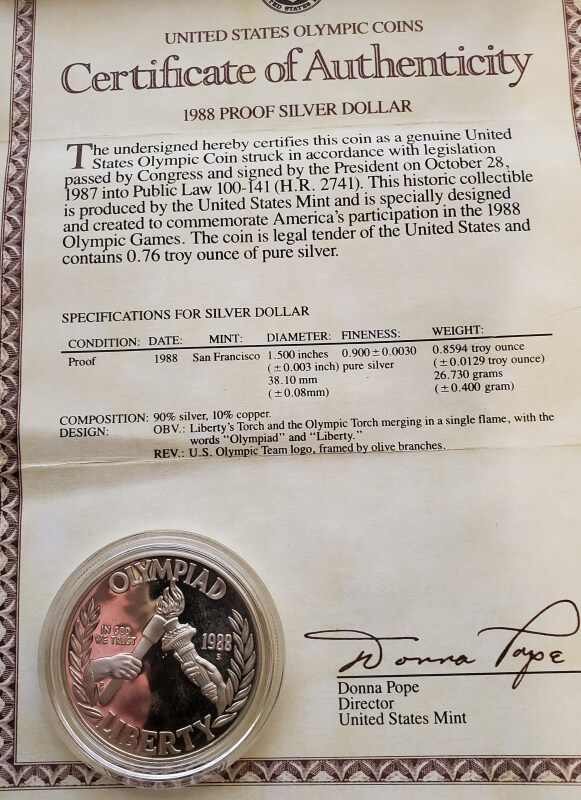 TED STATES
UNITED STATES OLYMPIC COINS
Certificate of Authenticity
1988 PROOF SILVER DOLLAR
The undersigned hereby certifies this coin as a genuine United
States Olympic Coin struck in accordance with legislation
passed by Congress and signed by the President on October 28,
1987 into Public Law 100-141 (H.R. 2741). This historic collectible
is produced by the United States Mint and is specially designed
and created to commemorate America's participation in the 1988
Olympic Games. The coin is legal tender of the United States and
contains 0.76 troy ounce of pure silver.
SPECIFICATIONS FOR SILVER DOLLAR
CONDITION: DATE: MINT: DIAMETER: FINENESS: WEIGHT:
Proof 1988 San Francisco 1.500 inches 0.900 ± 0.0030 0.8594 troy ounce
(± 0.003 inch) pure silver (± 0.0129 troy ounce)
38.10 mm 26.730 grams
(± 0.08mm) (± 0.400 gram)
COMPOSITION: 90% silver, 10% copper.
DESIGN: OBV.: Liberty's Torch and the Olympic Torch merging in a single flame, with the
words "Olympiad" and "Liberty."
REV.: U.S. Olympic Team logo, framed by olive branches.
OLYMPIAD
IN GOD
WE TRUST
1988
S
LIBERTY
Donna Pope
Donna Pope
Director
United States Mint